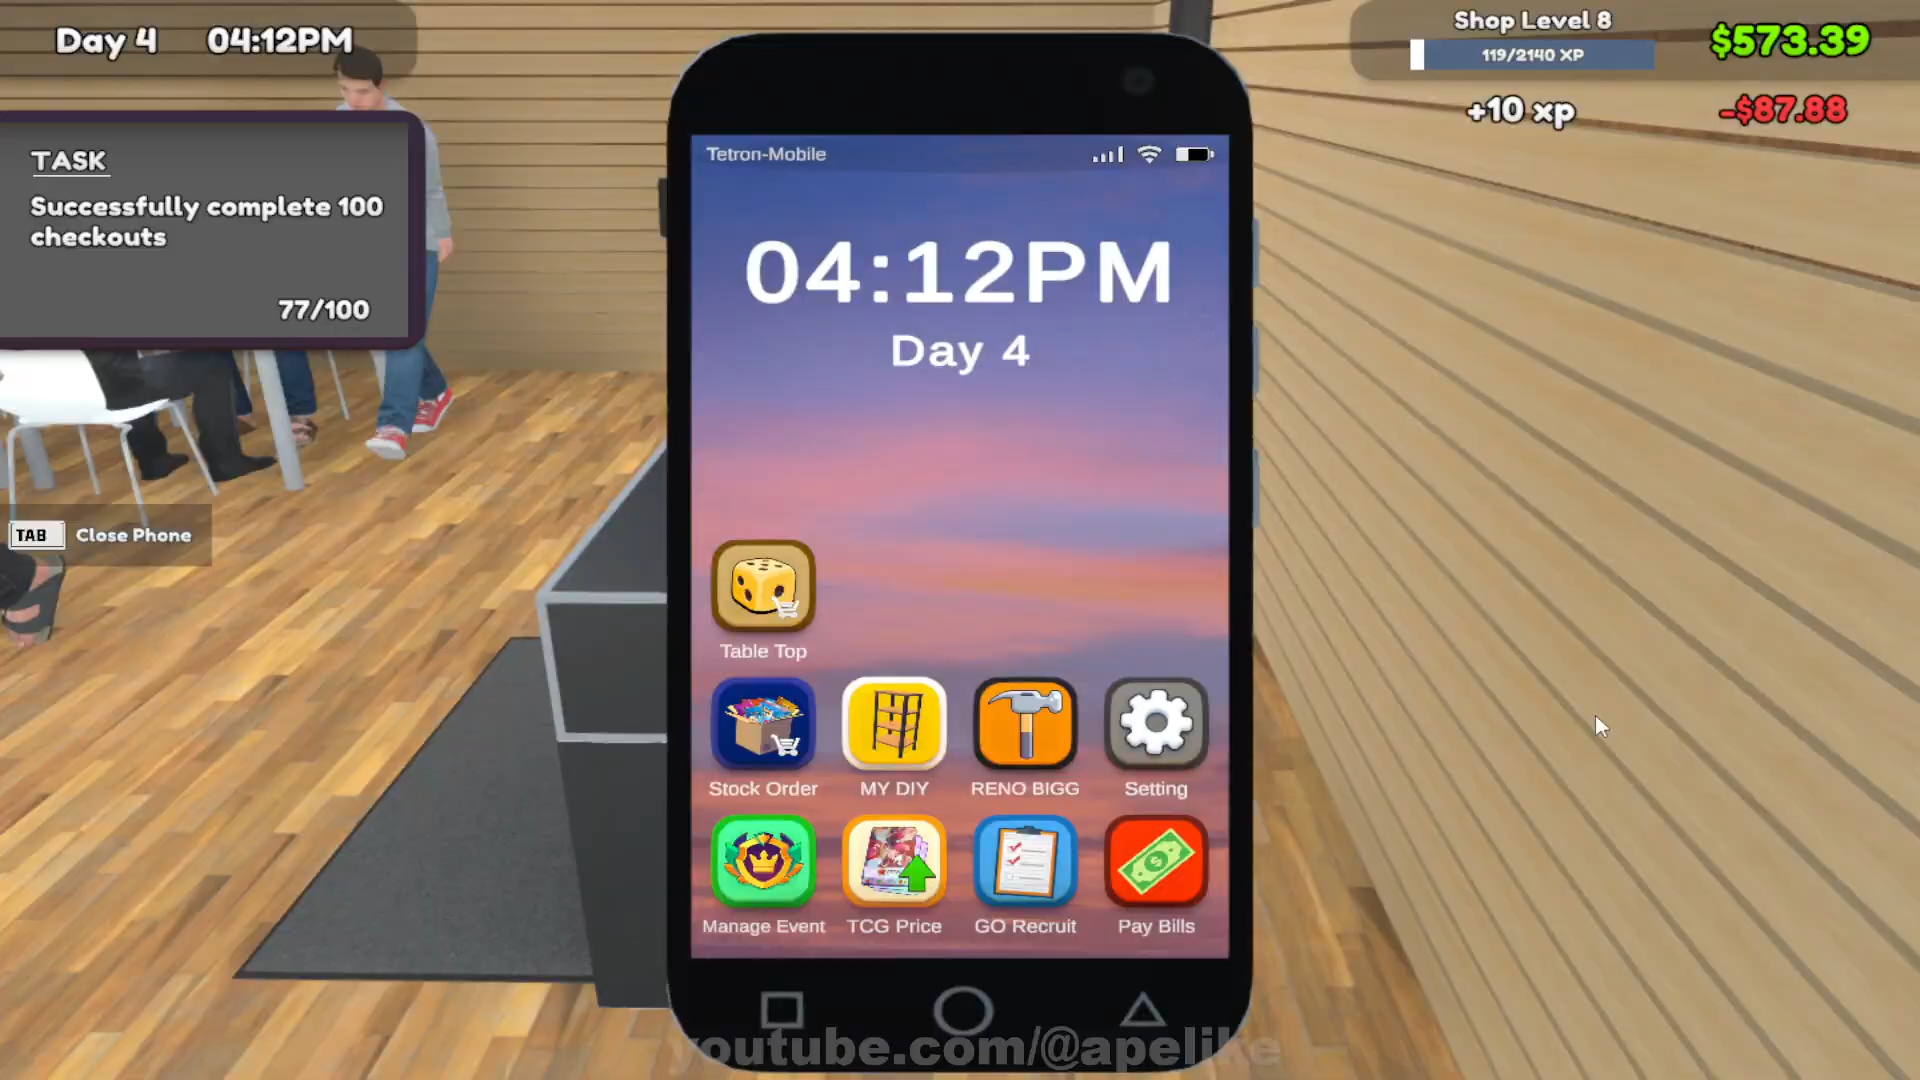 Day 4 04:12PM
Shop Level 8
119/2140 XP
$573.39
+10 xp
-$87.88
TASK
Successfully complete 100
checkouts
77/100
TAB Close Phone
Tetron-Mobile
04:12PM
Day 4
Table Top
Stock Order MY DIY RENO BIGG Setting
Manage Event TCG Price GO Recruit Pay Bills
youtube.com/@apelike